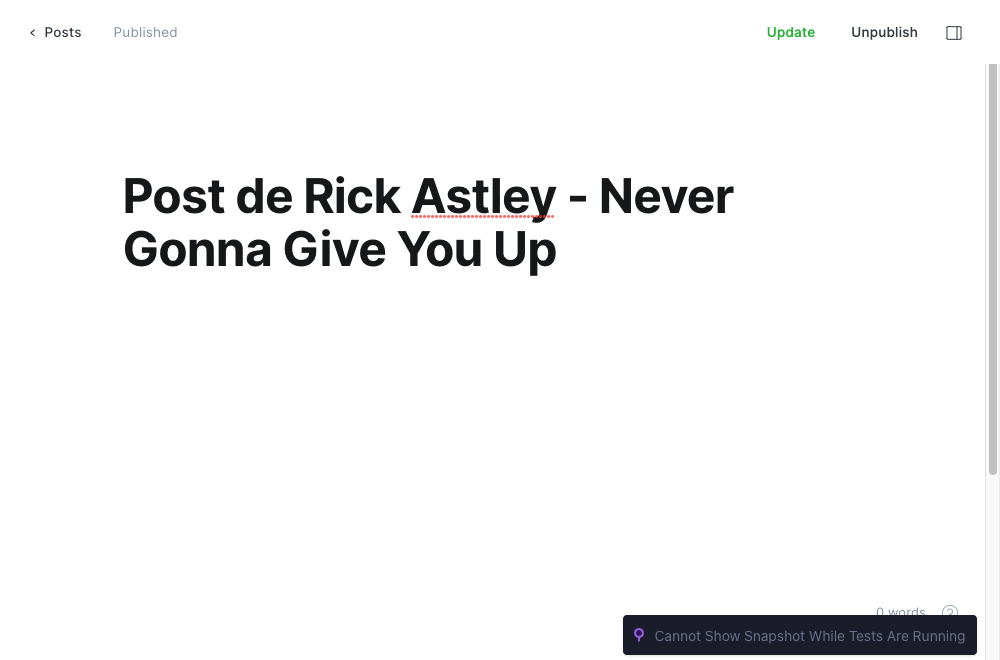 Posts Published Update Unpublish
Post de Rick Astley - Never
Gonna Give You Up
0 words ?
Cannot Show Snapshot While Tests Are Running